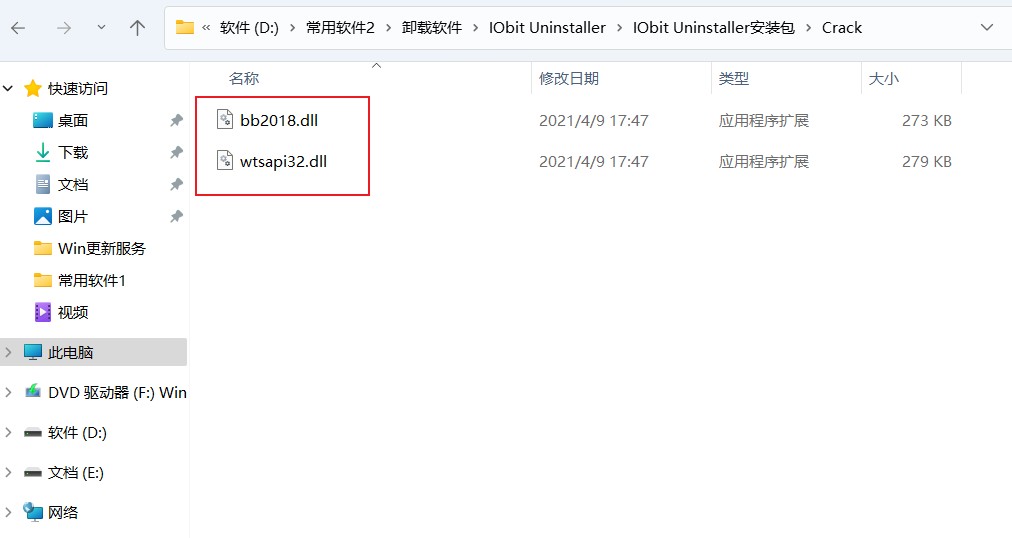 « 软件 (D:) › 常用软件2 › 卸载软件 › IObit Uninstaller › IObit Uninstaller安装包 › Crack
名称 修改日期 类型 大小
bb2018.dll 2021/4/9 17:47 应用程序扩展 273 KB
wtsapi32.dll 2021/4/9 17:47 应用程序扩展 279 KB
快速访问
桌面
下载
文档
图片
Win更新服务
常用软件1
视频
此电脑
DVD 驱动器 (F:) Win
软件 (D:)
文档 (E:)
网络